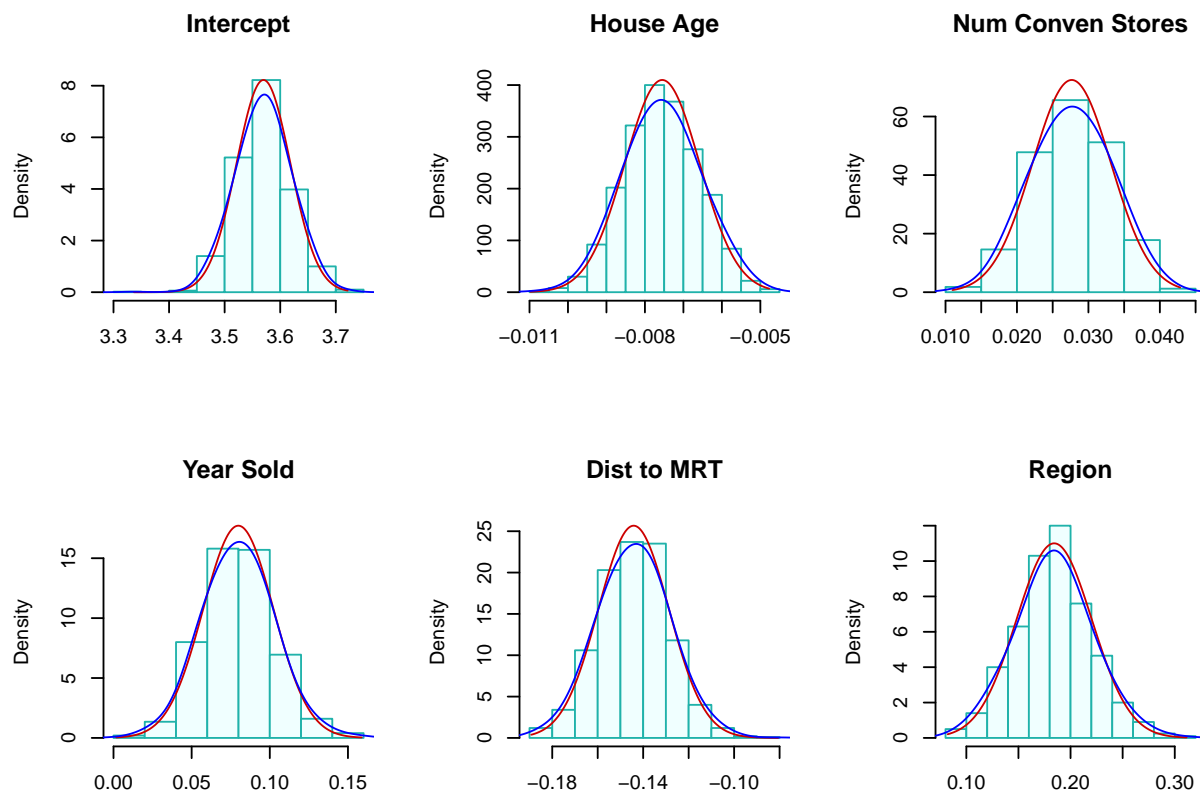 Intercept
Density
0 2 4 6 8
3.3 3.4 3.5 3.6 3.7
House Age
0 100 200 300 400
−0.011 −0.008 −0.005
Num Conven Stores
Density
0 20 40 60
0.010 0.020 0.030 0.040
Year Sold
Density
0 5 10 15
0.00 0.05 0.10 0.15
Dist to MRT
Density
0 5 10 15 20 25
−0.18 −0.14 −0.10
Region
Density
0 2 4 6 8 10
0.10 0.20 0.30